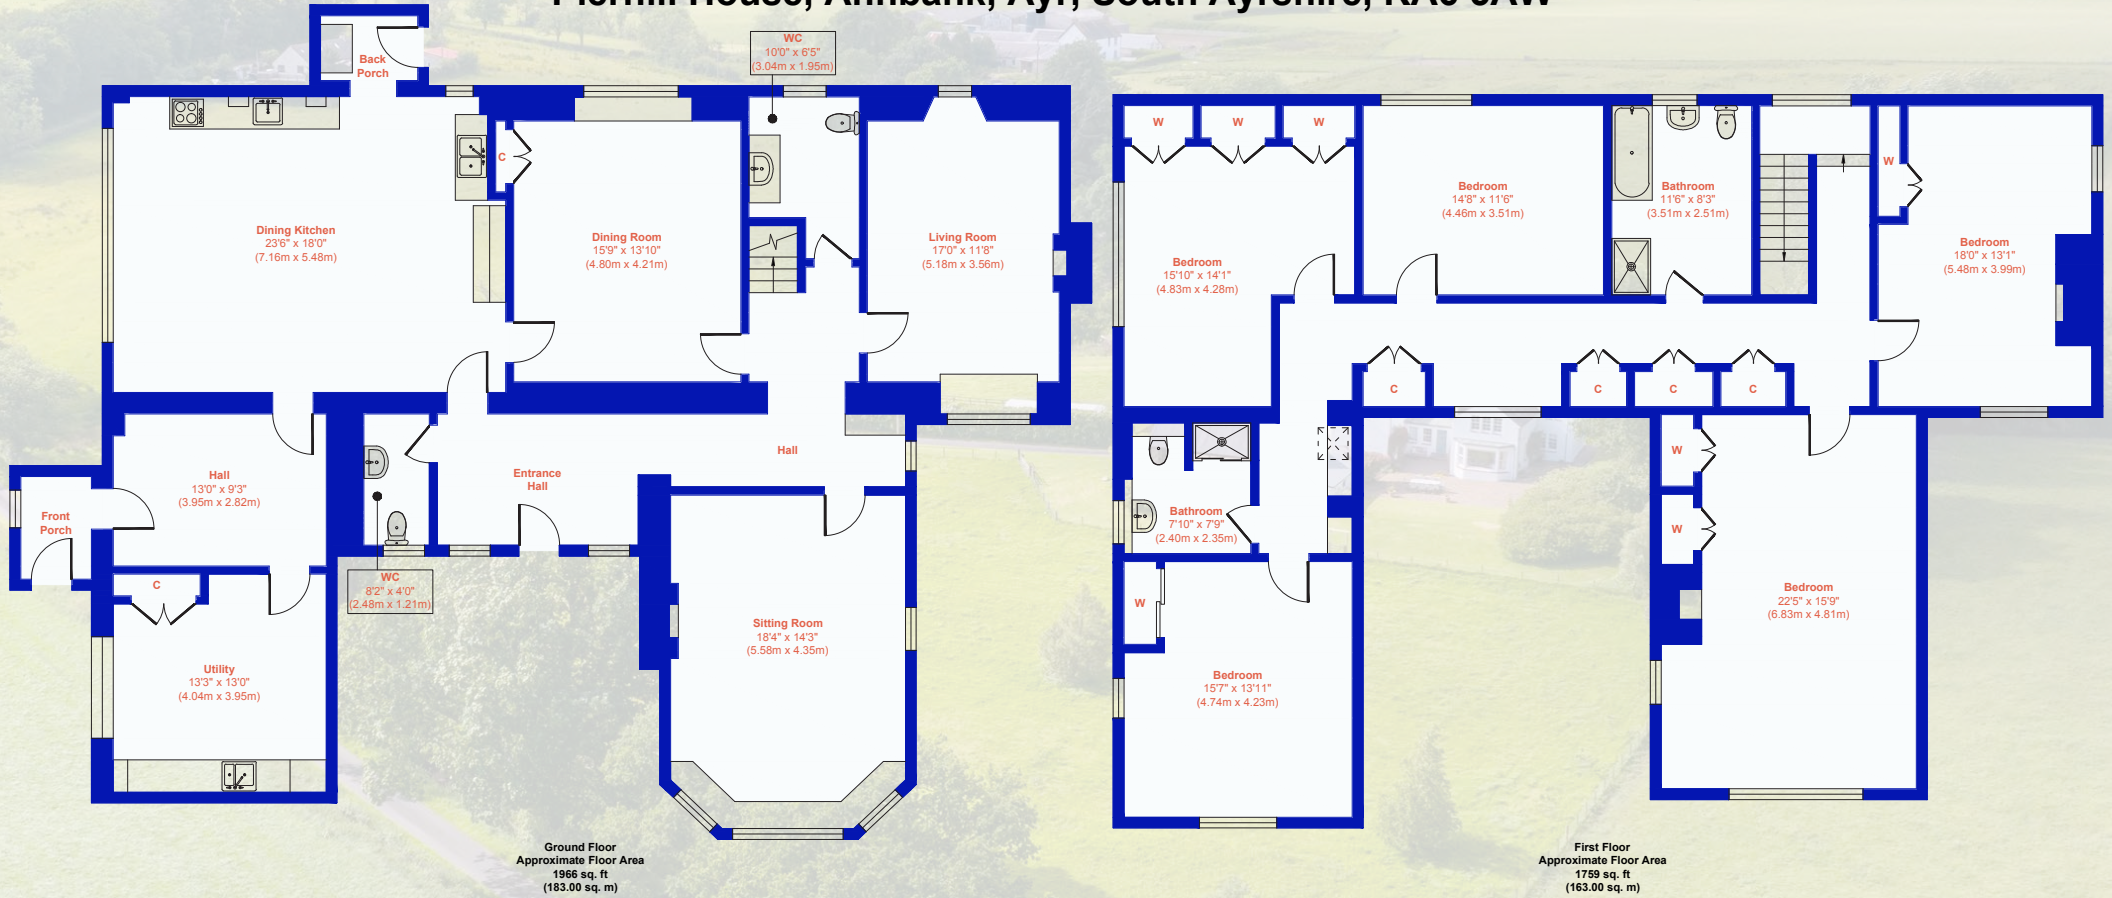 Back
Porch
WC
10'0" x 6'5"
(3.04m x 1.95m)
Dining Kitchen
23'6" x 18'0"
(7.16m x 5.48m)
C
Dining Room
15'9" x 13'10"
(4.80m x 4.21m)
Living Room
17'0" x 11'8"
(5.18m x 3.56m)
Hall
13'0" x 9'3"
(3.95m x 2.82m)
Front
Porch
Entrance
Hall
Hall
WC
8'2" x 4'0"
(2.48m x 1.21m)
C
Utility
13'3" x 13'0"
(4.04m x 3.95m)
Sitting Room
18'4" x 14'3"
(5.58m x 4.35m)
Ground Floor
Approximate Floor Area
1966 sq. ft
(183.00 sq. m)
W
W
W
Bedroom
15'10" x 14'1"
(4.83m x 4.28m)
Bedroom
14'8" x 11'6"
(4.46m x 3.51m)
Bathroom
11'6" x 8'3"
(3.51m x 2.51m)
W
Bedroom
18'0" x 13'1"
(5.48m x 3.99m)
C
C
C
C
Bathroom
7'10" x 7'9"
(2.40m x 2.35m)
W
W
W
Bedroom
15'7" x 13'11"
(4.74m x 4.23m)
Bedroom
22'5" x 15'9"
(6.83m x 4.81m)
First Floor
Approximate Floor Area
1759 sq. ft
(163.00 sq. m)